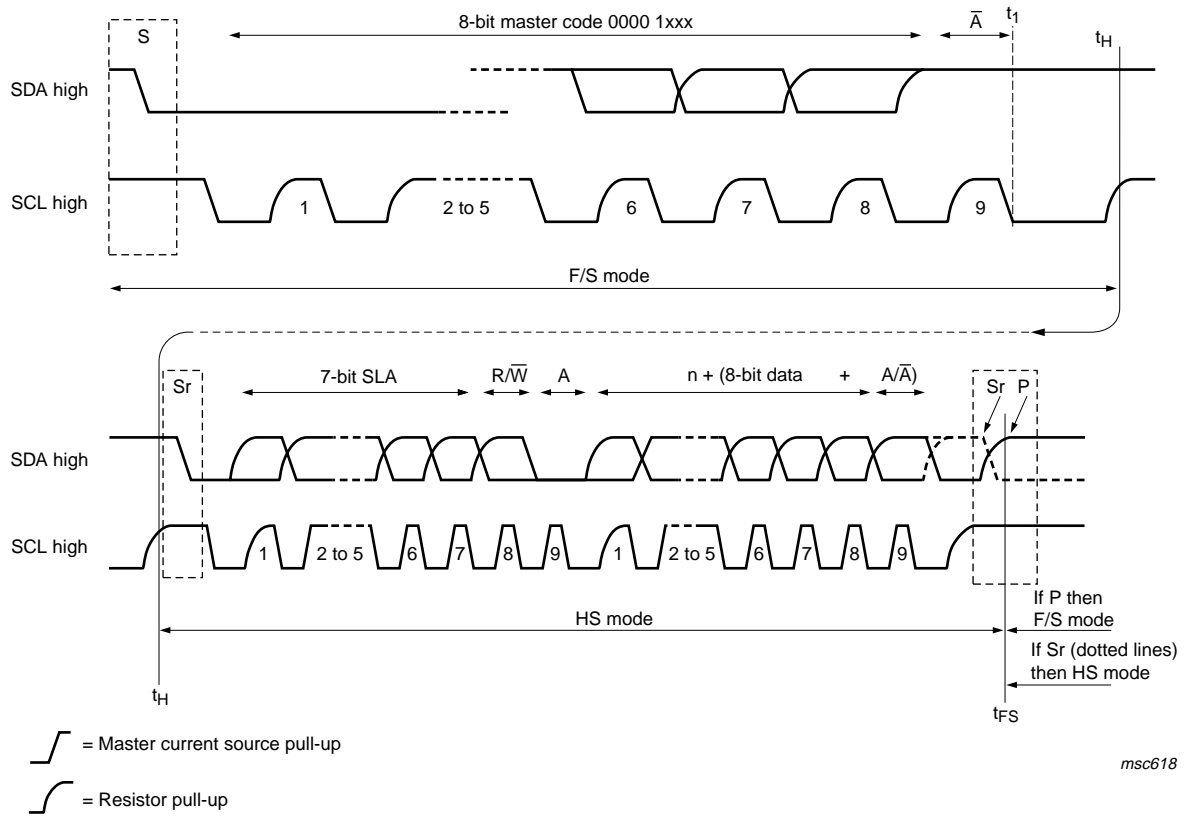 8-bit master code 0000 1xxx
A̅
t1
S
tH
SDA high
SCL high
1
2 to 5
6
7
8
9
F/S mode
Sr
7-bit SLA
R/W̅
A
n + (8-bit data
+
A/A̅)
Sr P
SDA high
SCL high
1
2 to 5
6
7
8
9
1
2 to 5
6
7
8
9
HS mode
If P then
F/S mode
If Sr (dotted lines)
then HS mode
tH
tFS
= Master current source pull-up
msc618
= Resistor pull-up